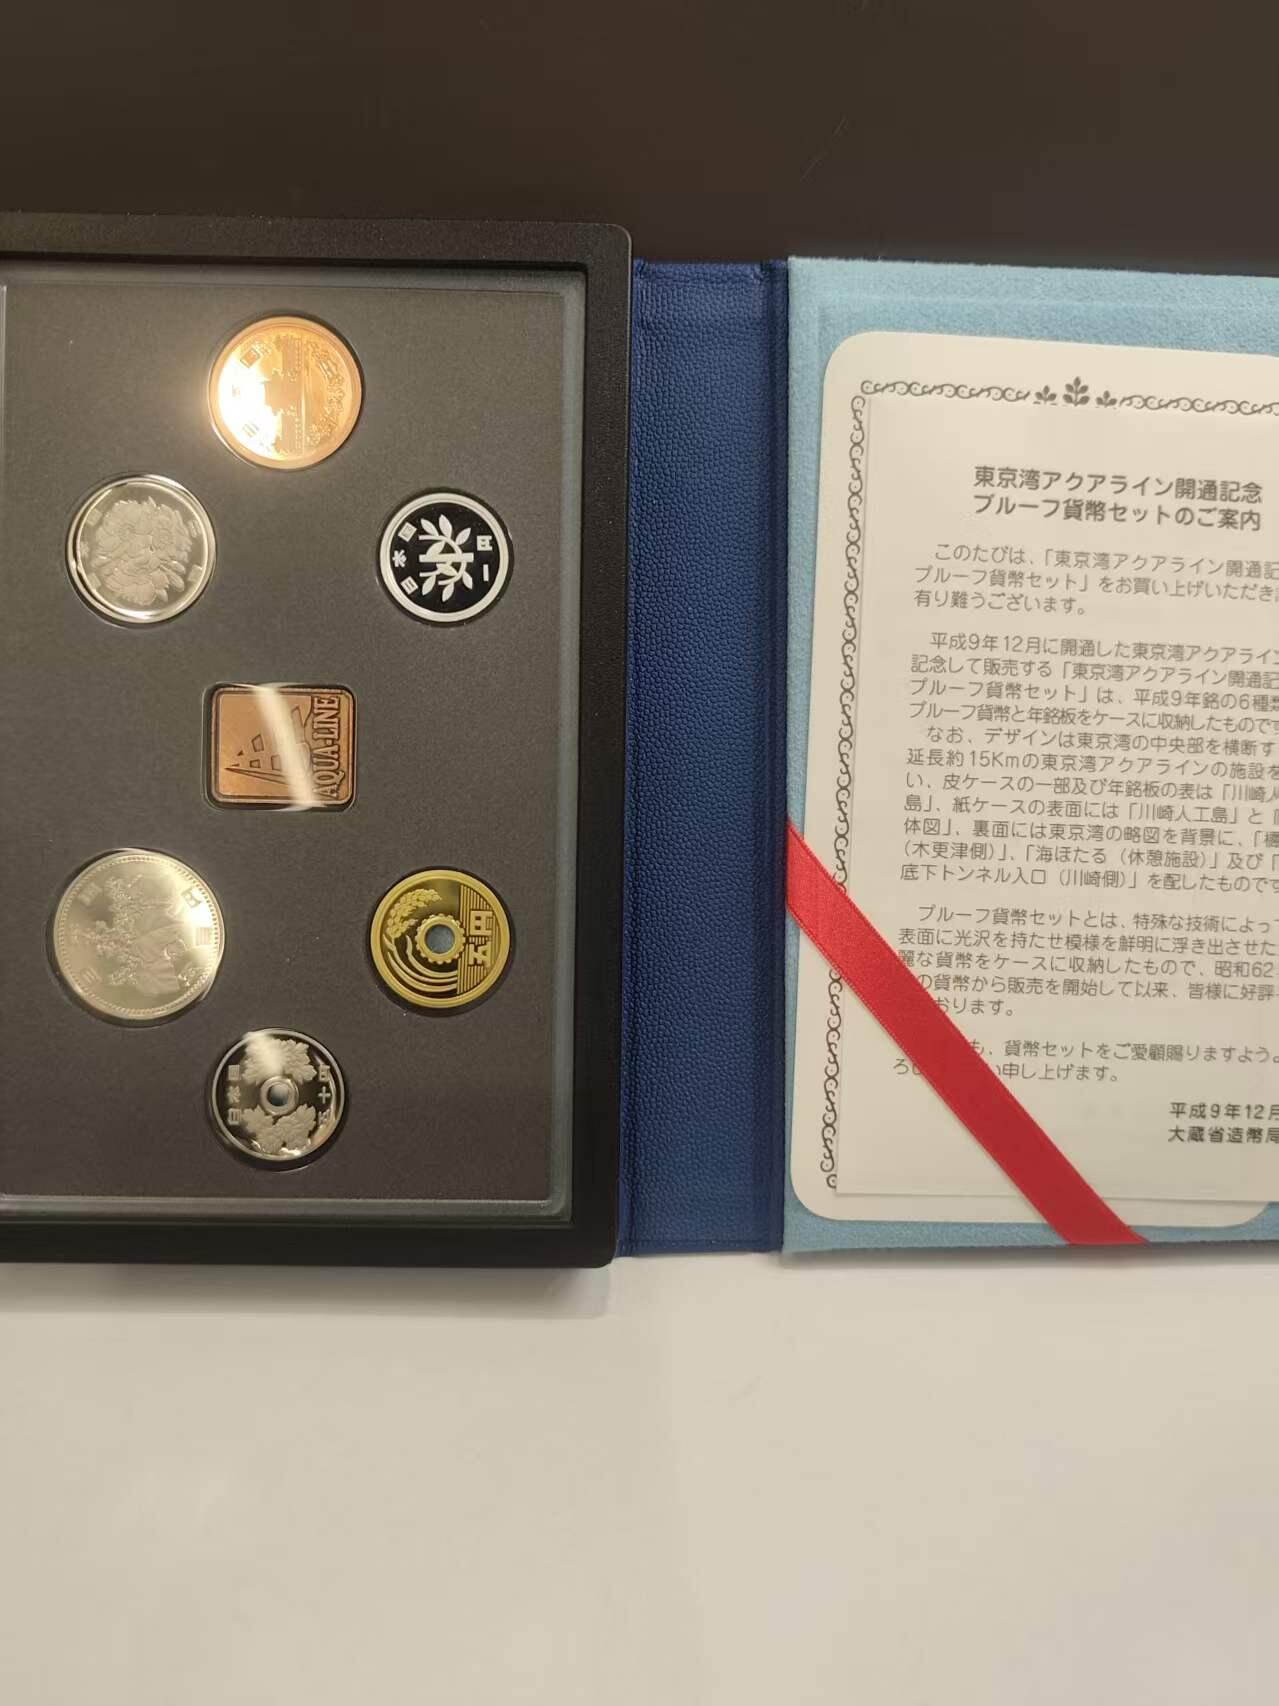 東京湾アクアライン開通記念
プルーフ貨幣セットのご案内
このたびは、「東京湾アクアライン開通記
プルーフ貨幣セット」をお買い上げいただき
有り難うございます。
平成9年12月に開通した東京湾アクアライ
記念して販売する「東京湾アクアライン開通記
プルーフ貨幣セット」は、平成9年銘の6種
プルーフ貨幣と年銘板をケースに収納したものです
なお、デザインは東京湾の中央部を横断す
延長約15Kmの東京湾アクアラインの施設を
い、皮ケースの一部及び年銘板の表は「川崎人
島」、紙ケースの表面には「川崎人工島」と「
体図」、裏面には東京湾の略図を背景に、「橋
（木更津側）」、「海ほたる（休憩施設）」及び「
底下トンネル入口（川崎側）」を配したものです
プルーフ貨幣セットとは、特殊な技術によっ
表面に光沢を持たせ模様を鮮明に浮き出させた
麗な貨幣をケースに収納したもので、昭和62
の貨幣から販売を開始して以来、皆様に好評
おります。
も、貨幣セットをご愛顧賜りますよう
ろ い申し上げます。
平成9年12月
大蔵省造幣局
日本国
日本国
一円
AQUA-LINE
五円
日本国
五十円